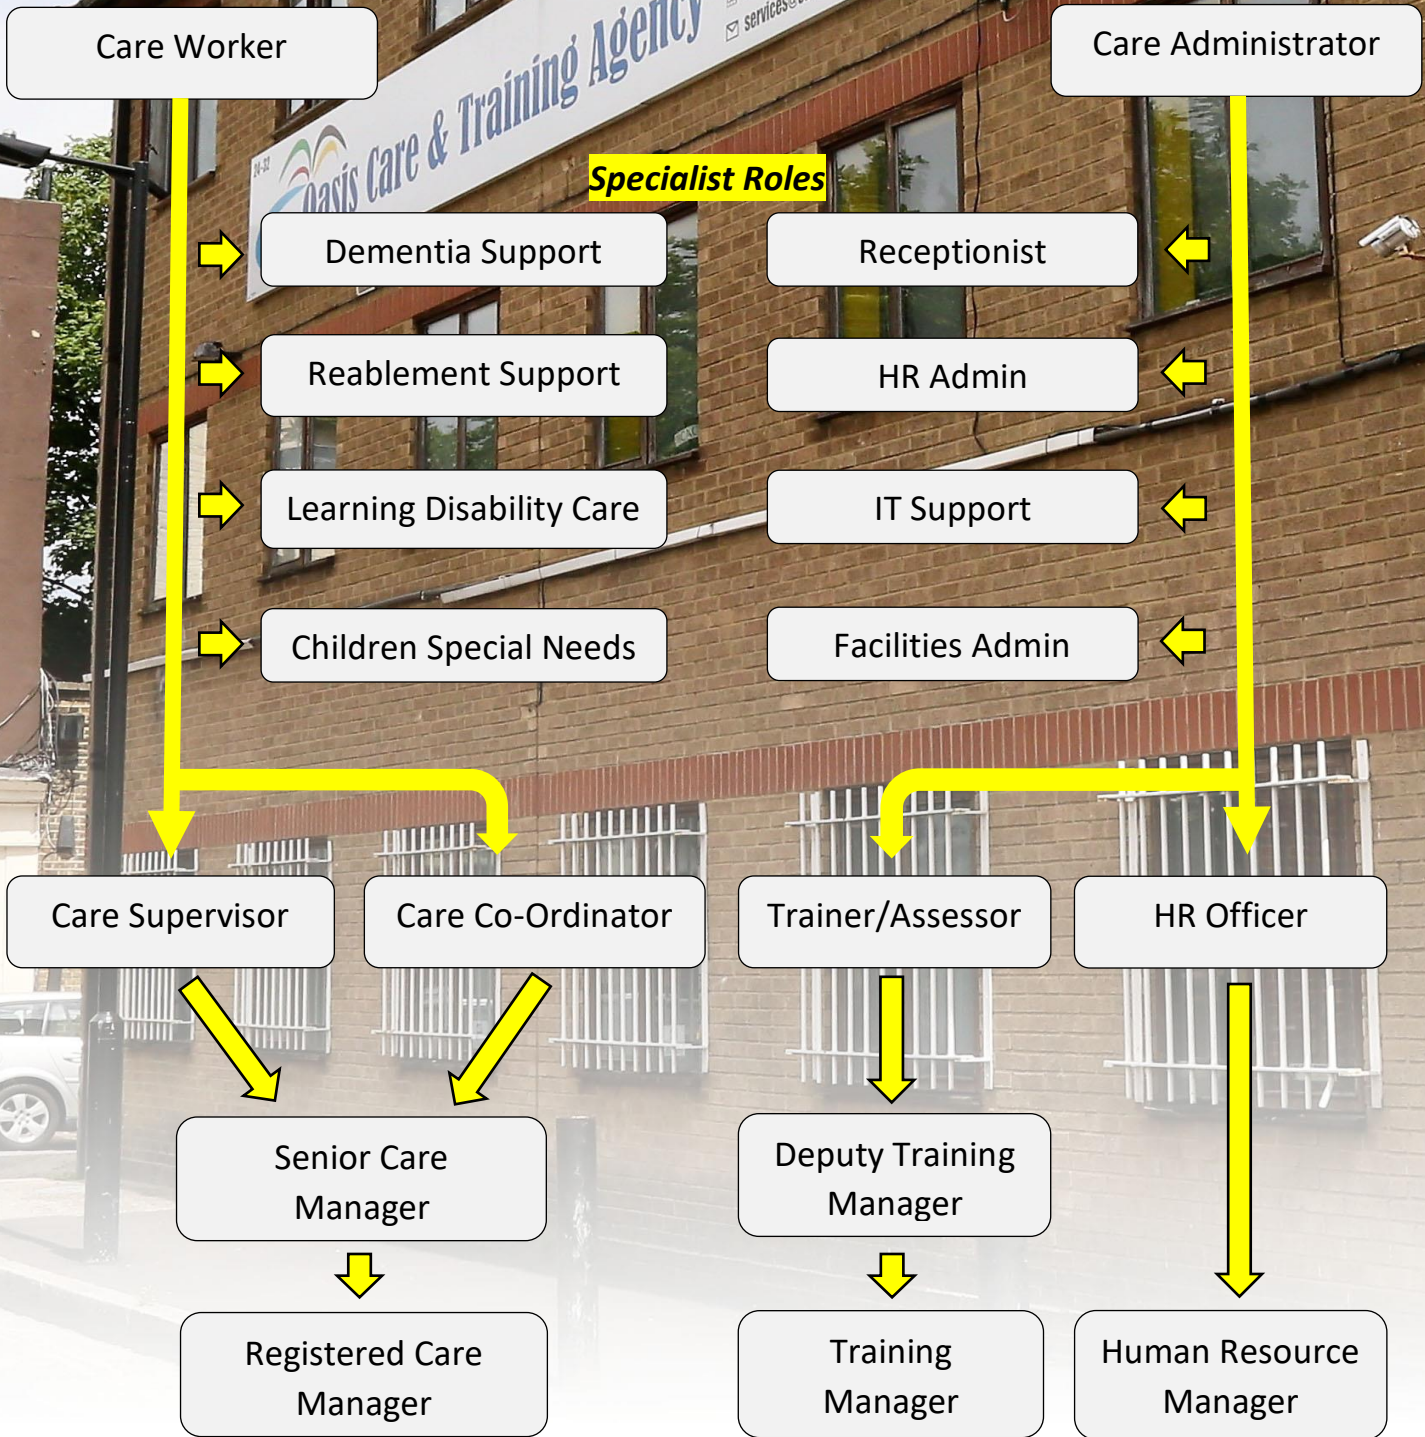 Care Worker
Care Administrator
24-32
Oasis Care & Training Agency
Specialist Roles
Dementia Support
Receptionist
Reablement Support
HR Admin
Learning Disability Care
IT Support
Children Special Needs
Facilities Admin
Care Supervisor
Care Co-Ordinator
Trainer/Assessor
HR Officer
Senior Care
Manager
Deputy Training
Manager
Registered Care
Manager
Training
Manager
Human Resource
Manager